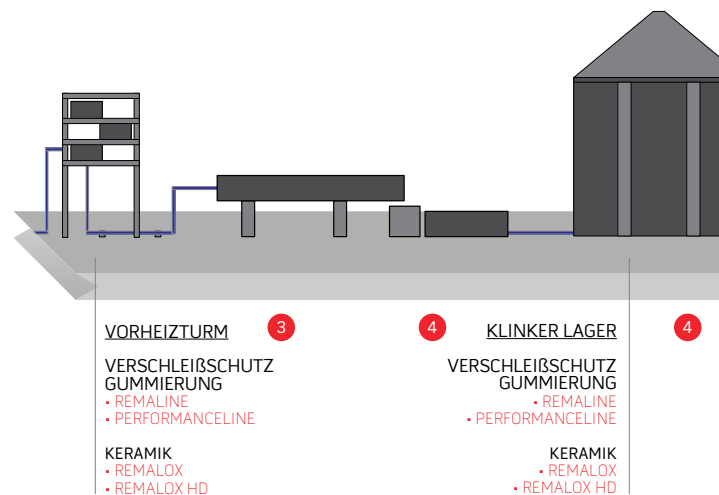 VORHEIZTURM
3
VERSCHLEIßSCHUTZ
GUMMIERUNG
▪ REMALINE
▪ PERFORMANCELINE
KERAMIK
▪ REMALOX
▪ REMALOX HD
4
KLINKER LAGER
4
VERSCHLEIßSCHUTZ
GUMMIERUNG
▪ REMALINE
▪ PERFORMANCELINE
KERAMIK
▪ REMALOX
▪ REMALOX HD